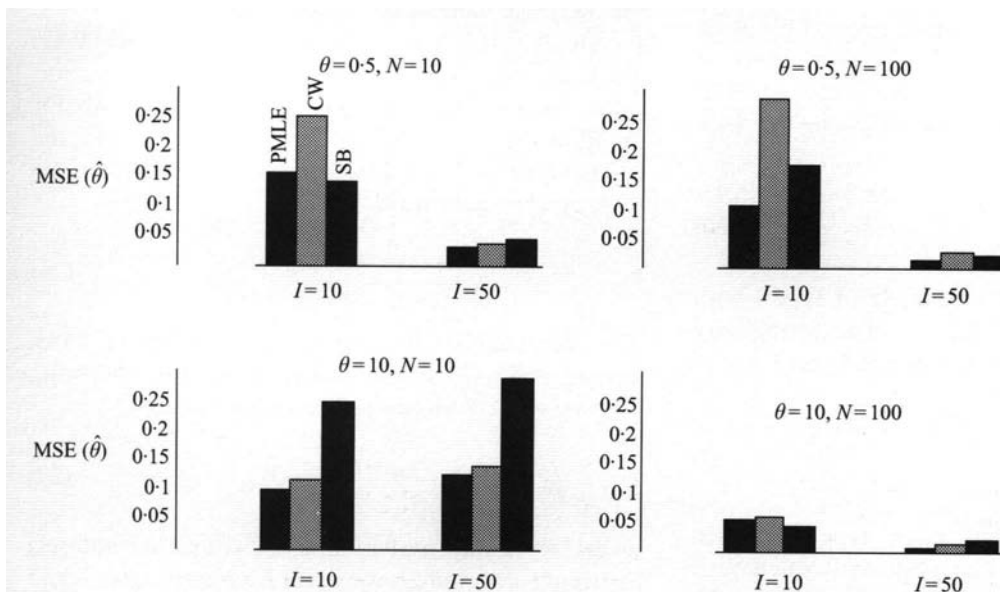 θ=0·5, N=10
MSE (θ̂)
0·25
0·2
0·15
0·1
0·05
PMLE
CW
SB
I=10
I=50
θ=0·5, N=100
0·25
0·2
0·15
0·1
0·05
I=10
I=50
θ=10, N=10
MSE (θ̂)
0·25
0·2
0·15
0·1
0·05
I=10
I=50
θ=10, N=100
0·25
0·2
0·15
0·1
0·05
I=10
I=50